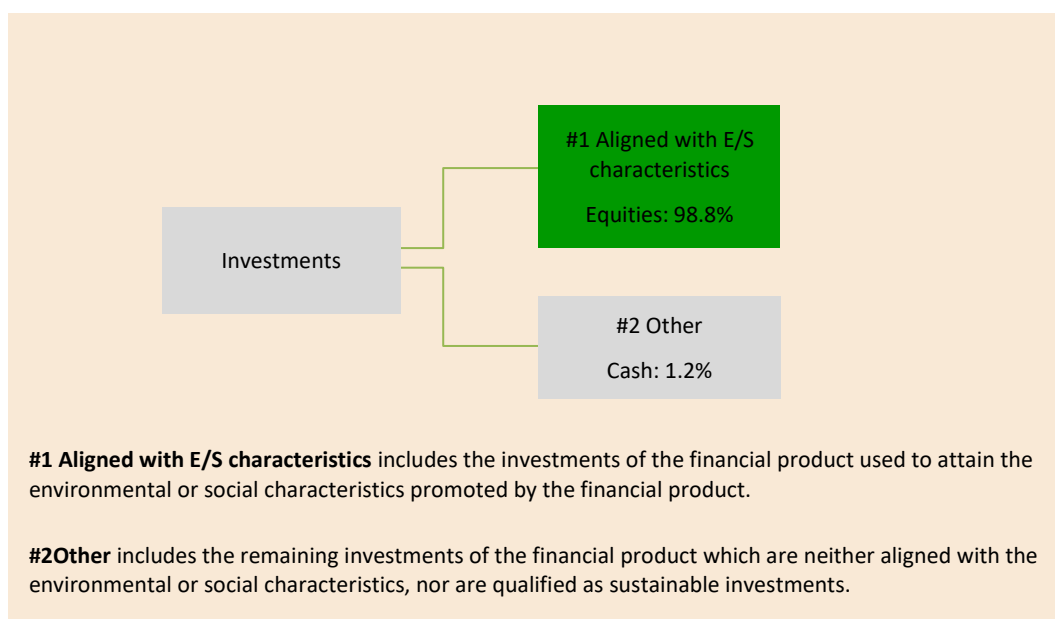 #1 Aligned with E/S
characteristics
Equities: 98.8%
Investments
#2 Other
Cash: 1.2%
#1 Aligned with E/S characteristics includes the investments of the financial product used to attain the
environmental or social characteristics promoted by the financial product.
#2Other includes the remaining investments of the financial product which are neither aligned with the
environmental or social characteristics, nor are qualified as sustainable investments.